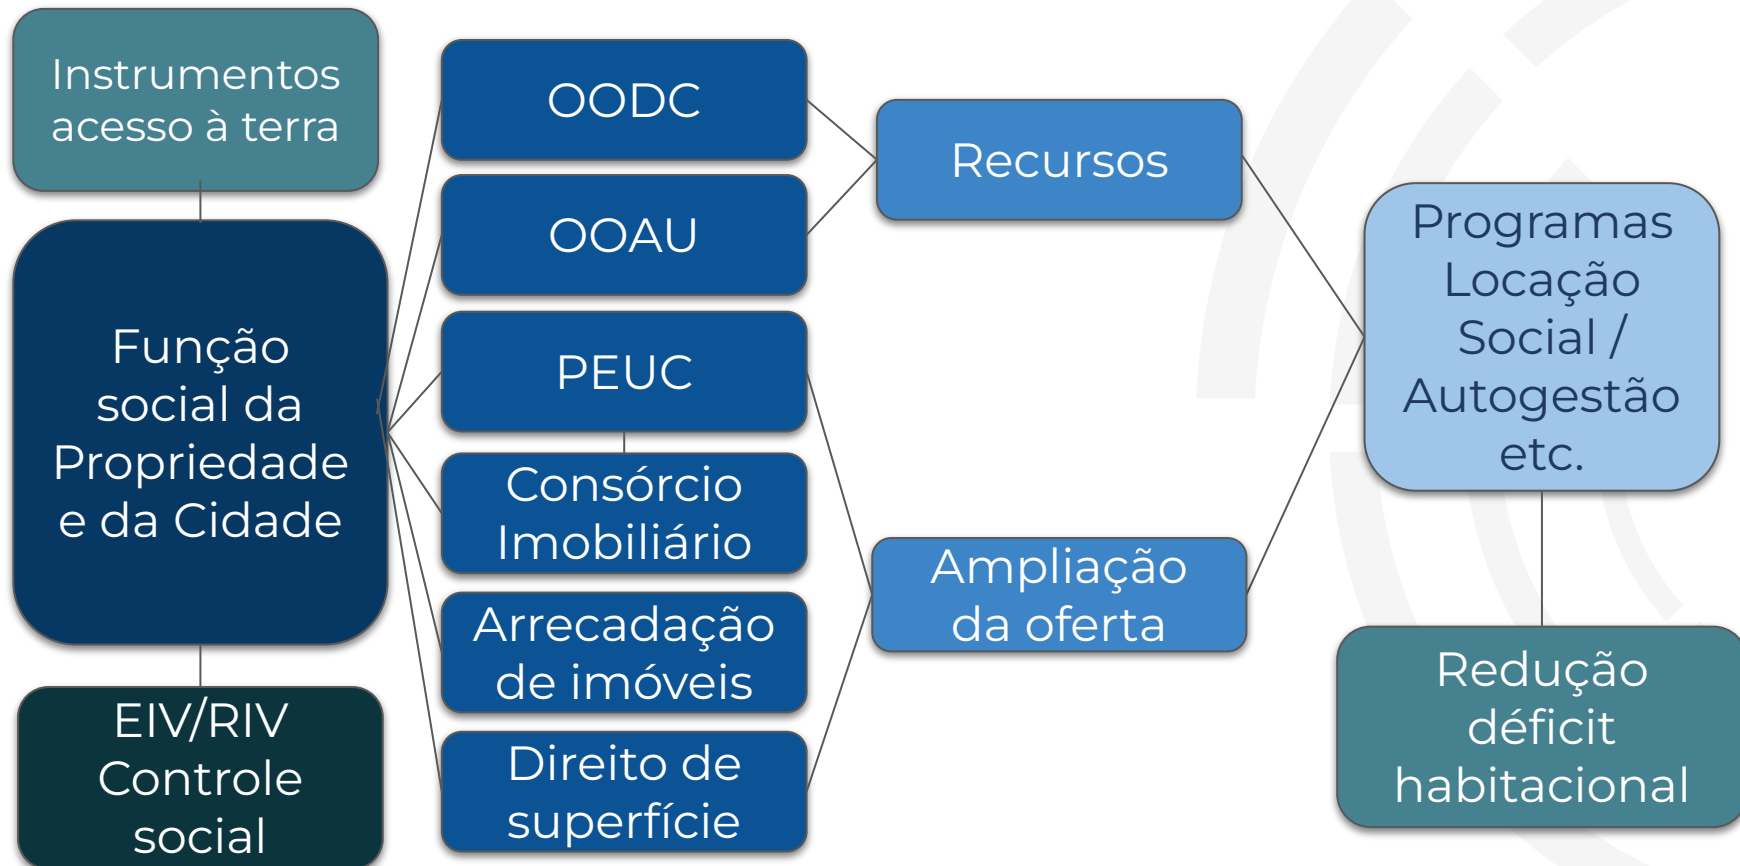 Instrumentos
acesso à terra
Função
social da
Propriedade
e da Cidade
EIV/RIV
Controle
social
OODC
OOAU
PEUC
Consórcio
Imobiliário
Arrecadação
de imóveis
Direito de
superfície
Recursos
Ampliação
da oferta
Programas
Locação
Social /
Autogestão
etc.
Redução
déficit
habitacional